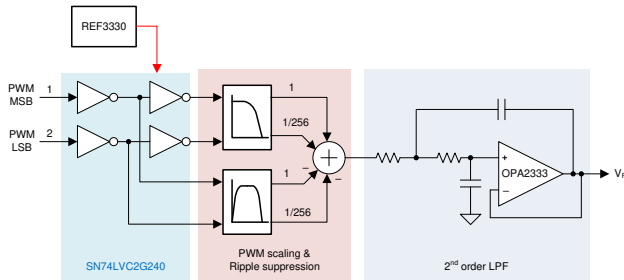 REF3330
PWM
MSB
1
PWM
LSB
2
1
1/256
–
–
1
1/256
+
–
OPA2333
SN74LVC2G240
PWM scaling &
Ripple suppression
2nd order LPF